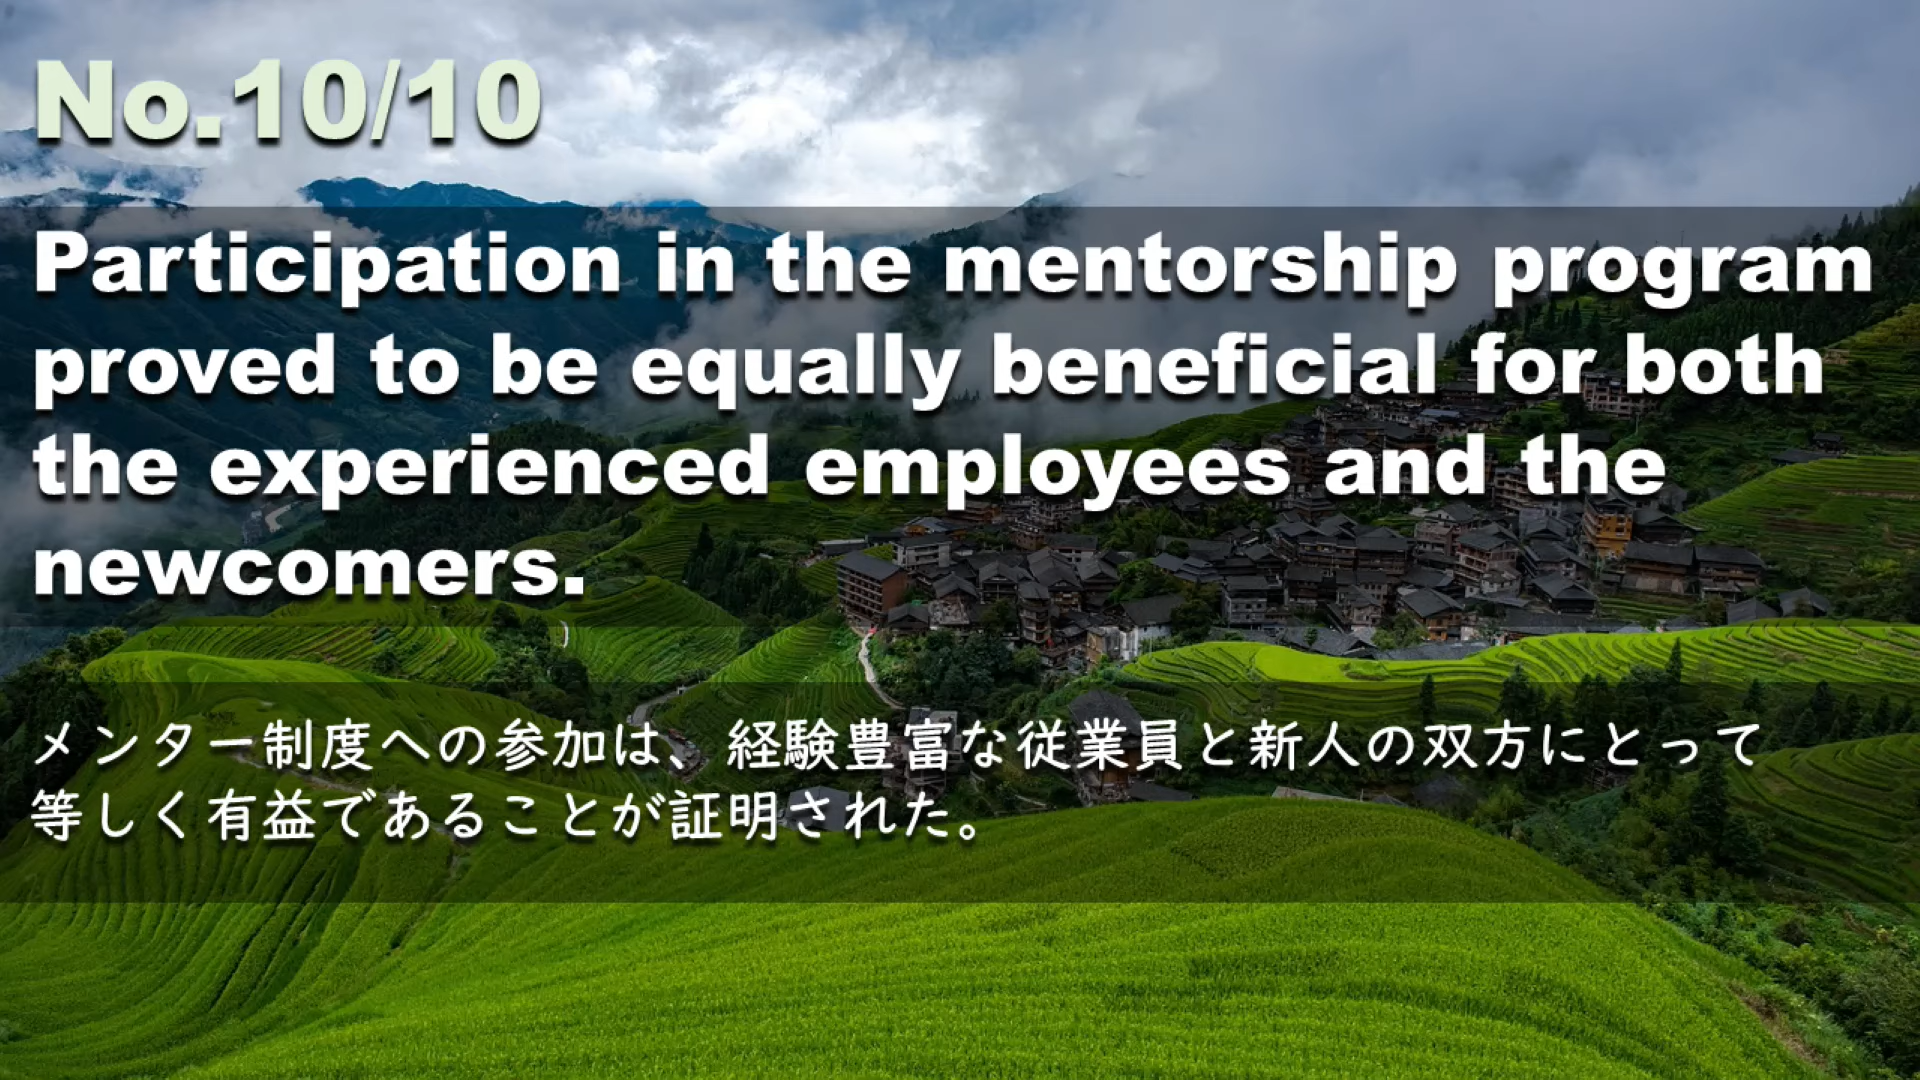 No.10/10
Participation in the mentorship program
proved to be equally beneficial for both
the experienced employees and the
newcomers.
メンター制度への参加は、経験豊富な従業員と新人の双方にとって
等しく有益であることが証明された。